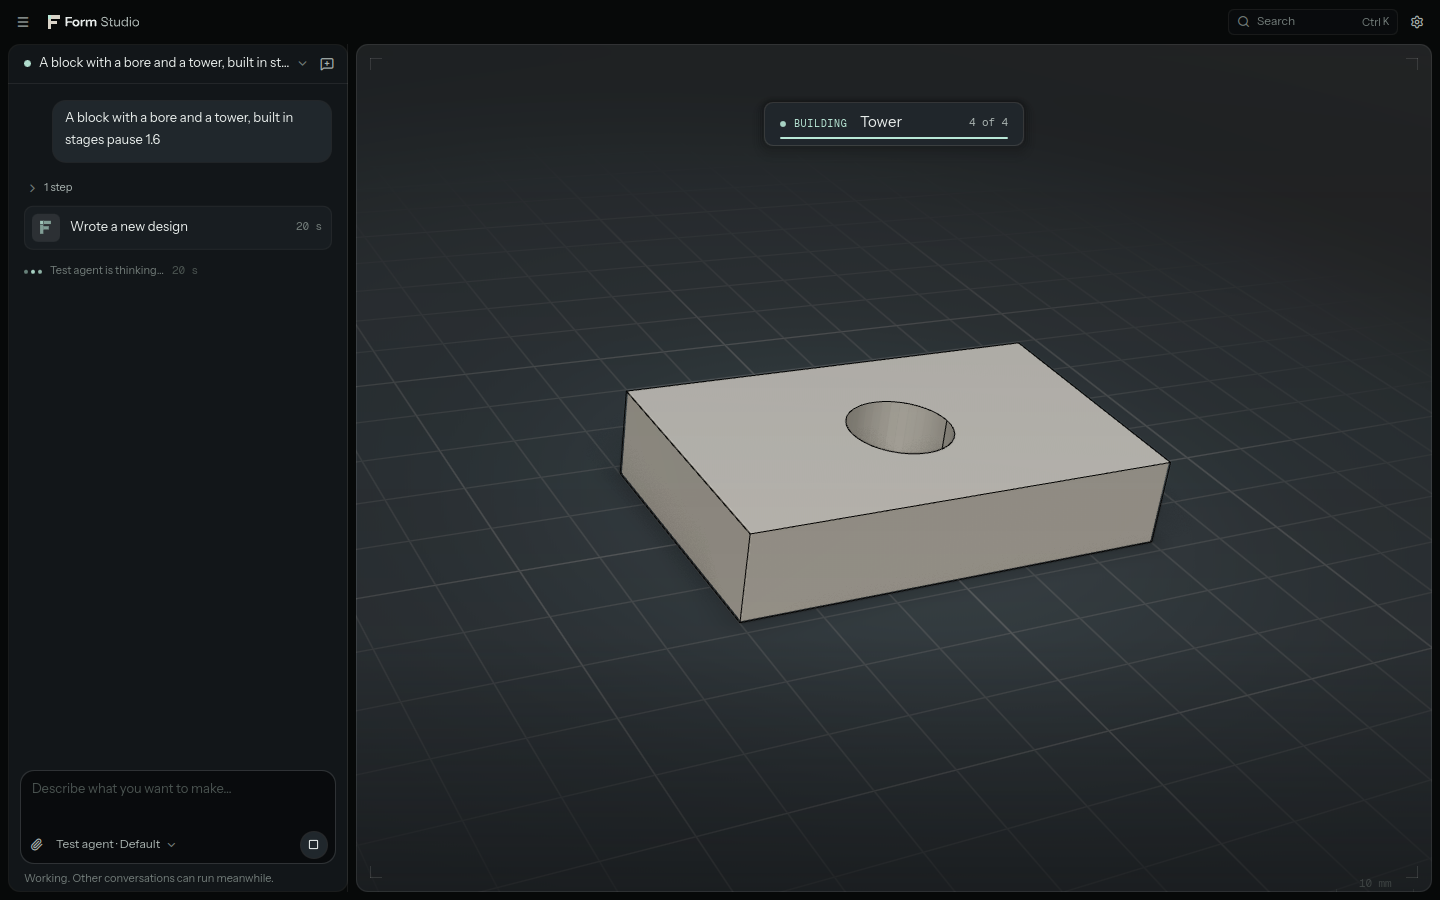 Form Studio
Search
Ctrl K
A block with a bore and a tower, built in st...
A block with a bore and a tower, built in
stages pause 1.6
1 step
Wrote a new design
20 s
Test agent is thinking...
20 s
BUILDING
Tower
4 of 4
Describe what you want to make...
Test agent · Default
Working. Other conversations can run meanwhile.
10 mm